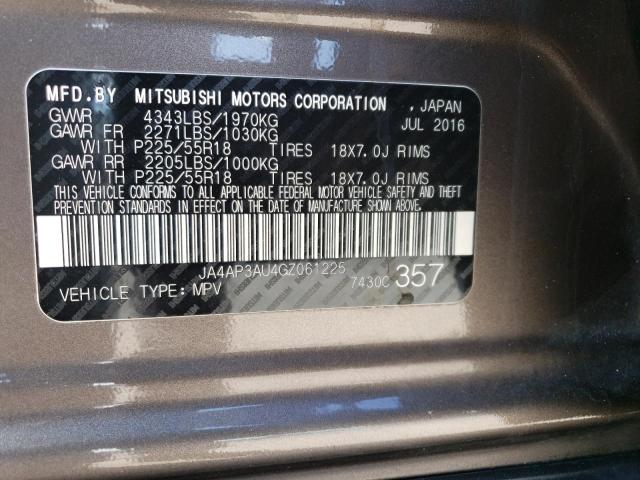 MFD.BY MITSUBISHI MOTORS CORPORATION , JAPAN
GVWR 4343LBS/1970KG JUL 2016
GAWR FR 2271LBS/1030KG
WITH P225/55R18 TIRES 18X7.0J RIMS
GAWR RR 2205LBS/1000KG
WITH P225/55R18 TIRES 18X7.0J RIMS
THIS VEHICLE CONFORMS TO ALL APPLICABLE FEDERAL MOTOR VEHICLE SAFETY AND THEFT
PREVENTION STANDARDS IN EFFECT ON THE DATE OF MANUFACTURE SHOWN ABOVE.
JA4AP3AU4GZ061225
VEHICLE TYPE: MPV 7430C 357